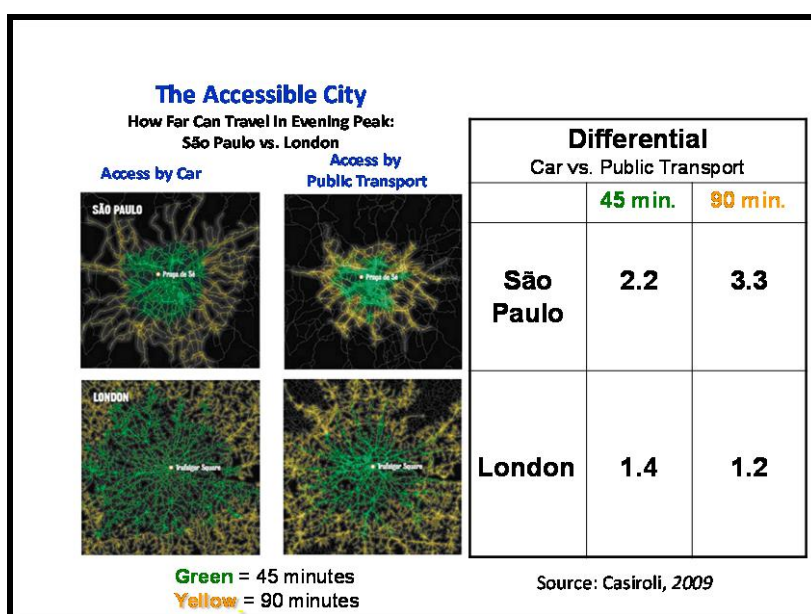 The Accessible City
How Far Can Travel In Evening Peak:
São Paulo vs. London
Access by Car
Access by
Public Transport
SÃO PAULO
Praça da Sé
Praça da Sé
LONDON
Trafalgar Square
Trafalgar Square
Green = 45 minutes
Yellow = 90 minutes
Differential
Car vs. Public Transport
45 min. 90 min.
São
Paulo
2.2 3.3
London 1.4 1.2
Source: Casiroli, 2009